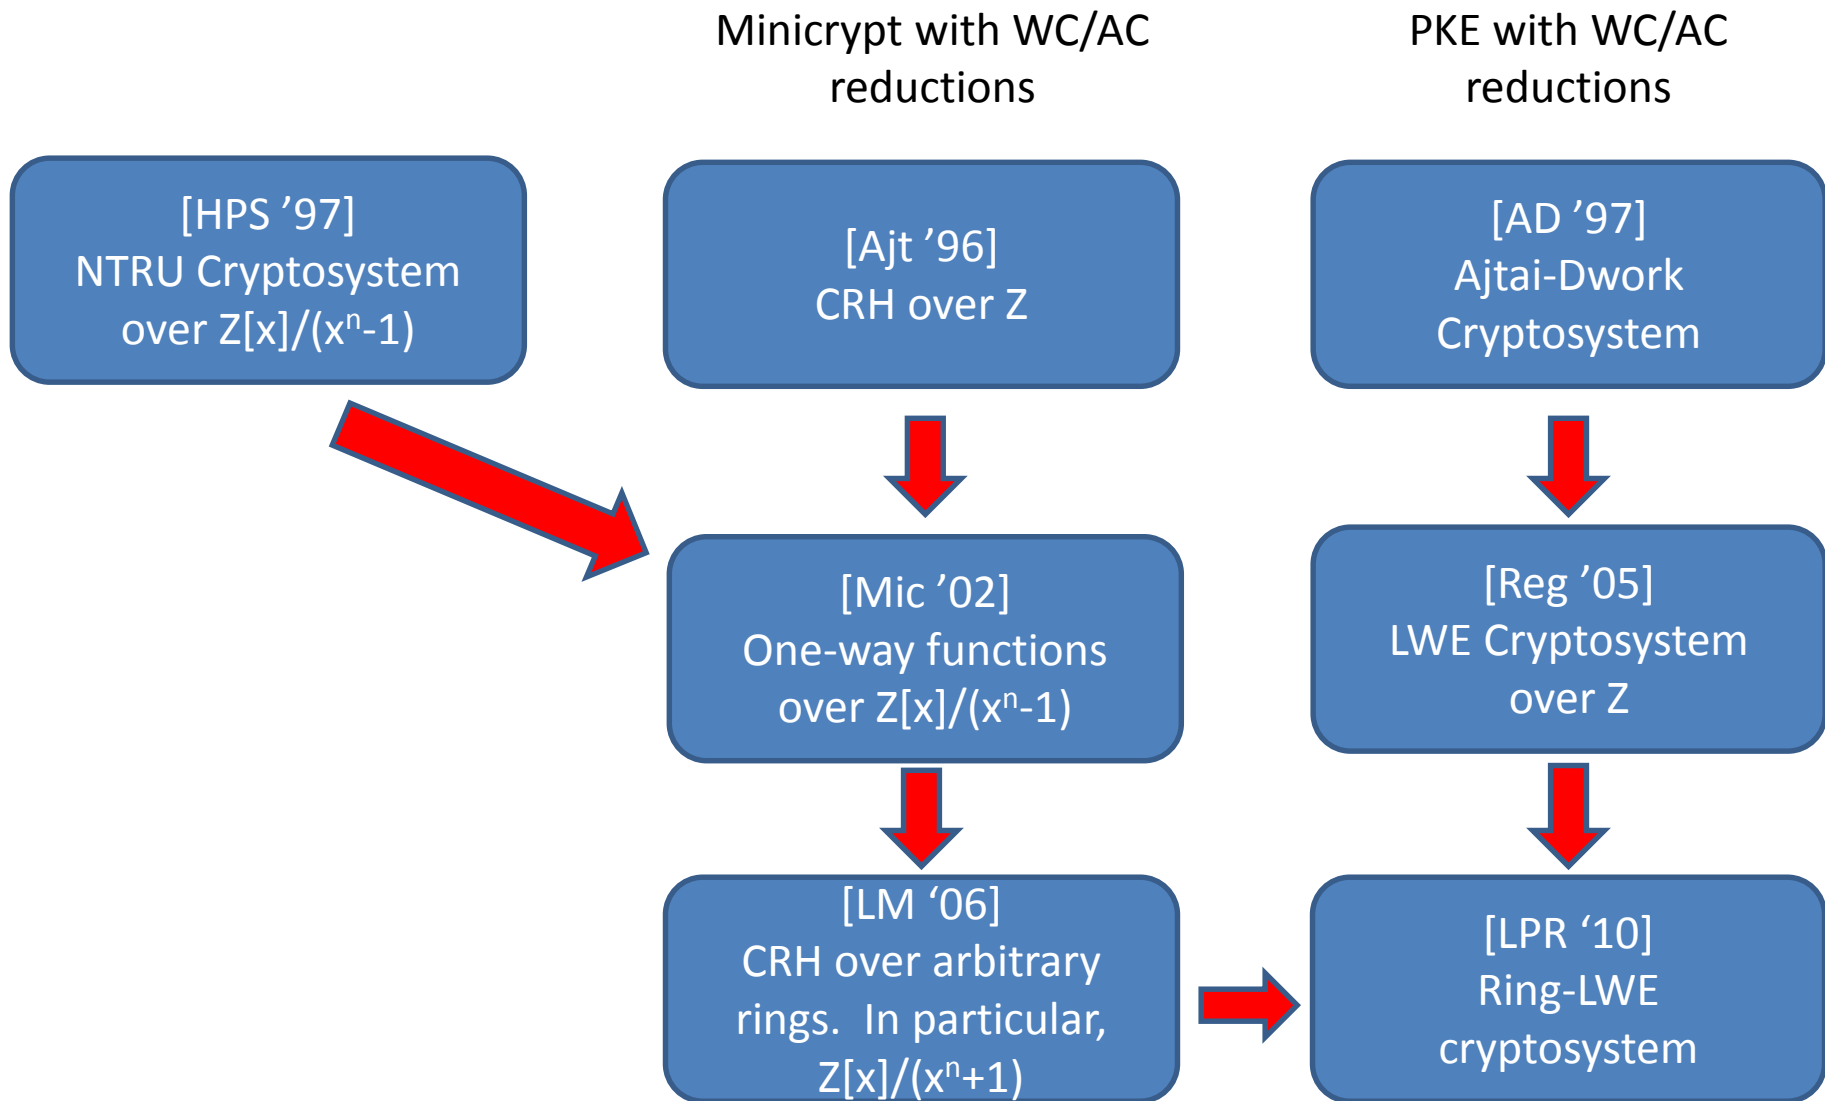 Minicrypt with WC/AC
reductions
PKE with WC/AC
reductions
[HPS ’97]
NTRU Cryptosystem
over Z[x]/(xⁿ-1)
[Ajt ’96]
CRH over Z
[AD ’97]
Ajtai-Dwork
Cryptosystem
[Mic ’02]
One-way functions
over Z[x]/(xⁿ-1)
[Reg ’05]
LWE Cryptosystem
over Z
[LM ‘06]
CRH over arbitrary
rings.  In particular,
Z[x]/(xⁿ+1)
[LPR ‘10]
Ring-LWE
cryptosystem